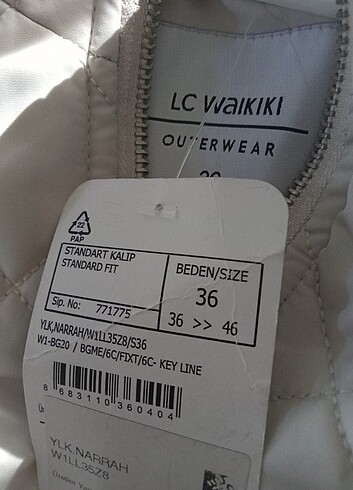 LC WAIKIKI
OUTERWEAR
22
PAP
STANDART KALIP
STANDARD FIT
BEDEN/SIZE
36
36 >> 46
Sip. No: 771775
YLK,NARRAH/W1LL35Z8/S36
W1-BG20 / BGME/6C/FIXT/6C- KEY LINE
8 683110 360404
YLK,NARRAH
W1LL35Z8